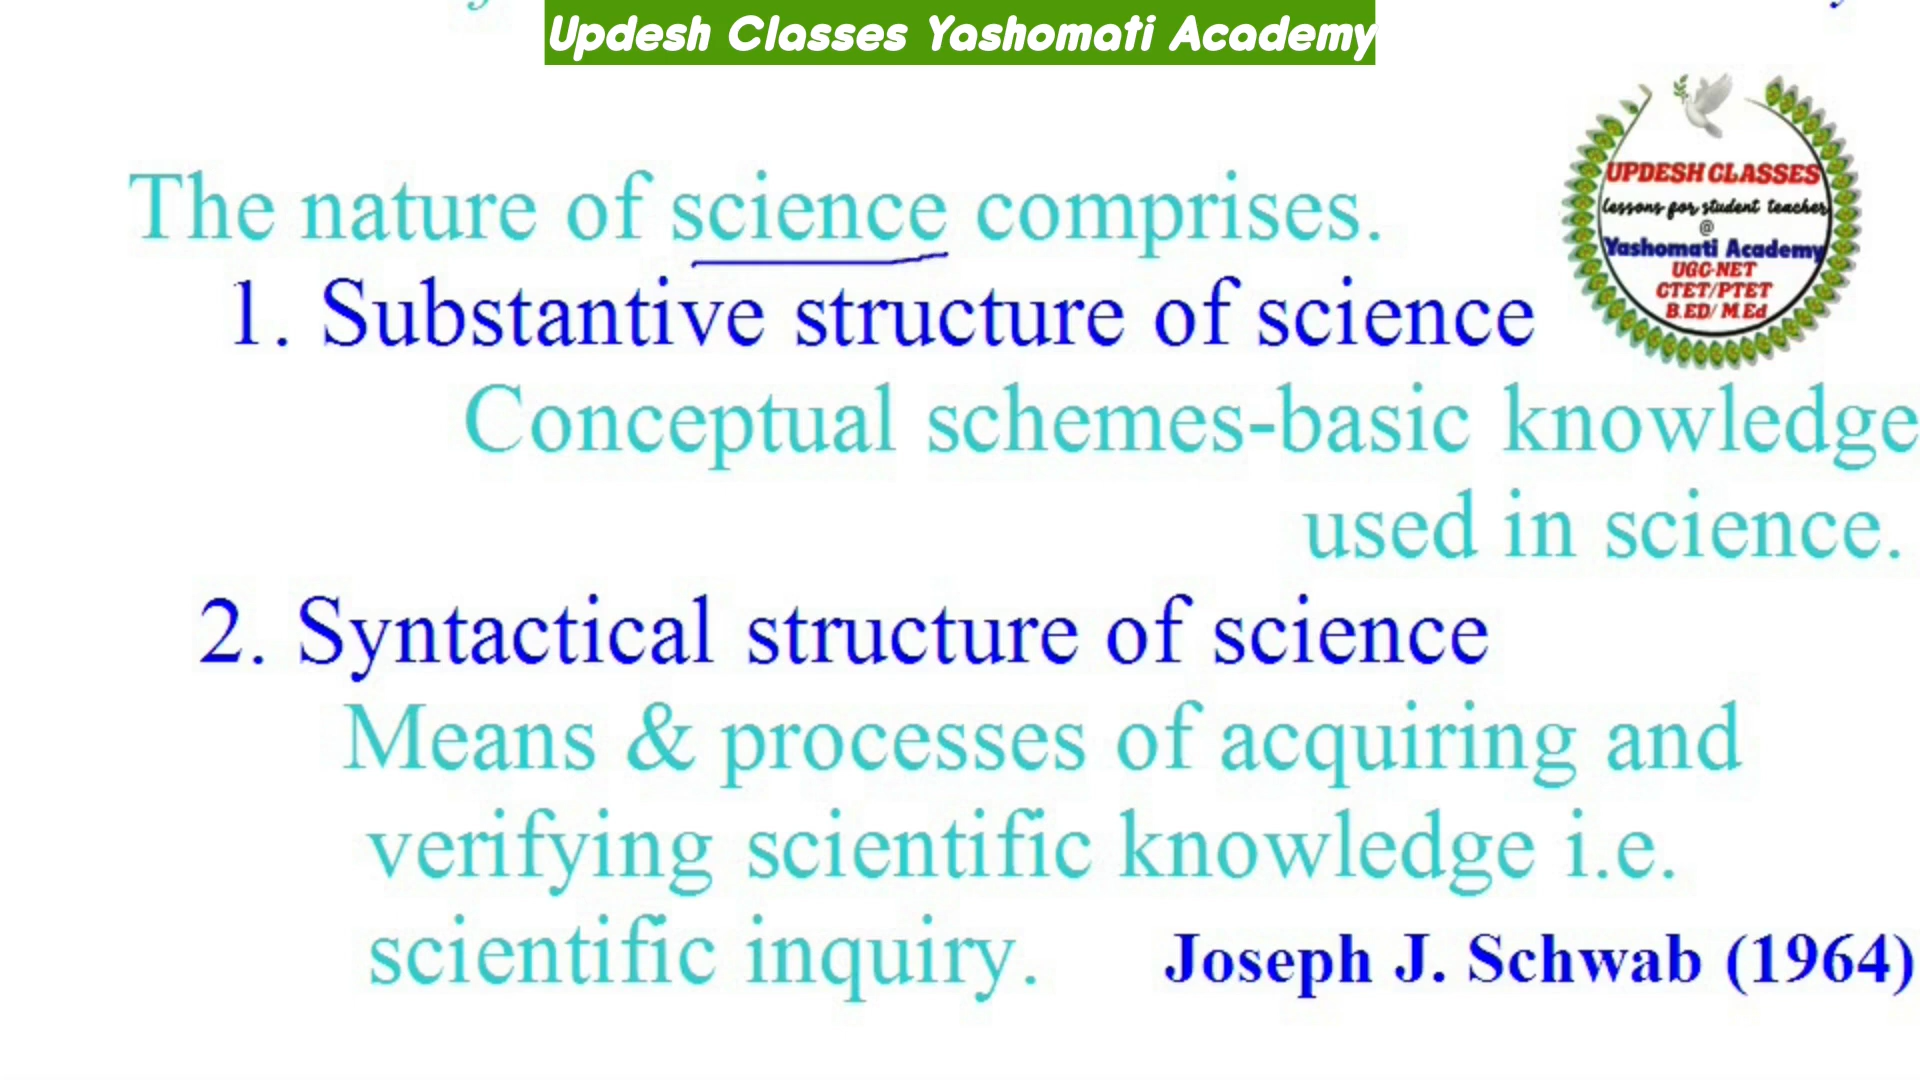 Updesh Classes Yashomati Academy
The nature of science comprises.
1. Substantive structure of science
Conceptual schemes-basic knowledge
used in science.
2. Syntactical structure of science
Means & processes of acquiring and
verifying scientific knowledge i.e.
scientific inquiry. Joseph J. Schwab (1964)
UPDESH CLASSES
lessons for student teacher
@
Yashomati Academy
UGC-NET
CTET/PTET
B.ED/ M.Ed